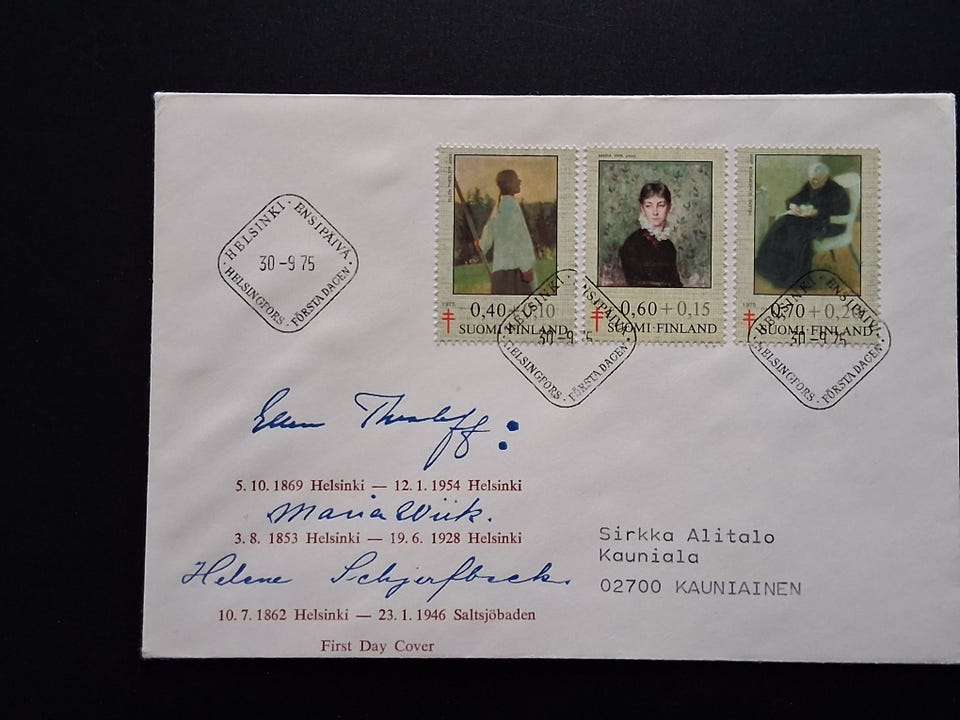 HELSINKI · ENSIPÄIVÄ
30 -9 75
HELSINGFORS · FÖRSTA DAGEN
ELLEN THESLEFF
1975
0,40 + 0,10
SUOMI·FINLAND
MARIA WIIK
0,60 + 0,15
SUOMI·FINLAND
HELENE SCHJERFBECK
1975
0,70 + 0,20
SUOMI·FINLAND
HELSINKI · ENSIPÄIVÄ
30 -9 75
HELSINGFORS · FÖRSTA DAGEN
HELSINKI · ENSIPÄIVÄ
30 -9 75
HELSINGFORS · FÖRSTA DAGEN
Ellen Thesleff :
5. 10. 1869 Helsinki — 12. 1. 1954 Helsinki
Maria Wiik.
3. 8. 1853 Helsinki — 19. 6. 1928 Helsinki
Helene Schjerfbeck.
10. 7. 1862 Helsinki — 23. 1. 1946 Saltsjöbaden
First Day Cover
Sirkka Alitalo
Kauniala
02700 KAUNIAINEN